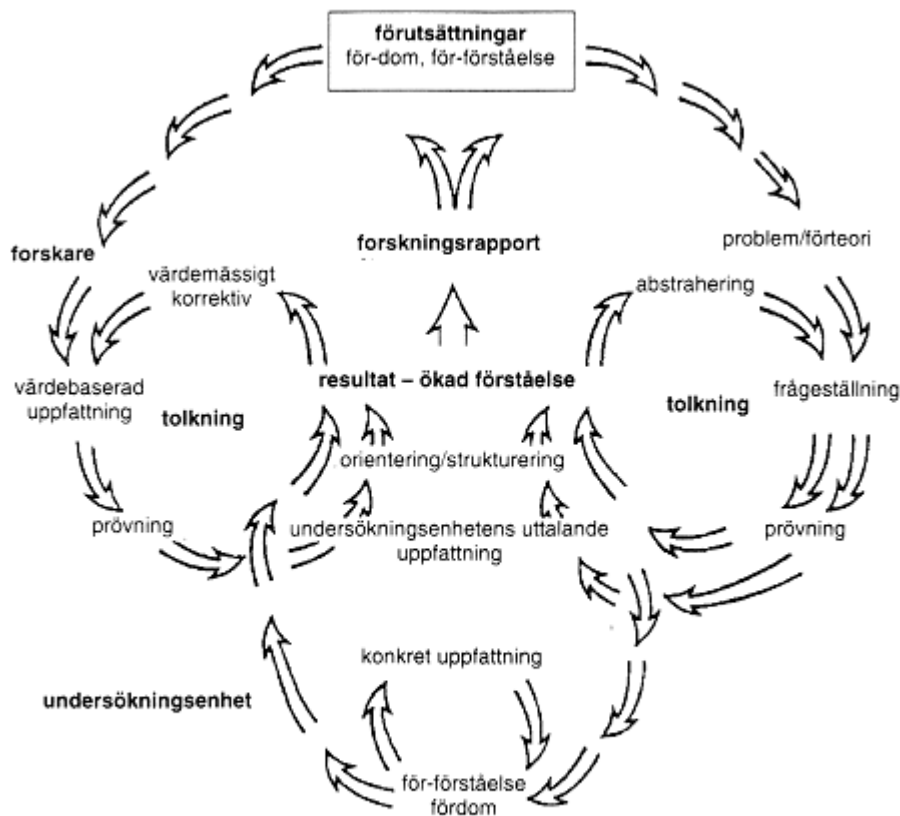 förutsättningar
för-dom, för-förståelse
forskare
forskningsrapport
problem/förteori
värdemässigt
korrektiv
abstrahering
värdebaserad
uppfattning
tolkning
resultat – ökad förståelse
tolkning
frågeställning
orientering/strukturering
prövning
undersökningsenhetens uttalande
uppfattning
prövning
konkret uppfattning
undersökningsenhet
för-förståelse
fördom